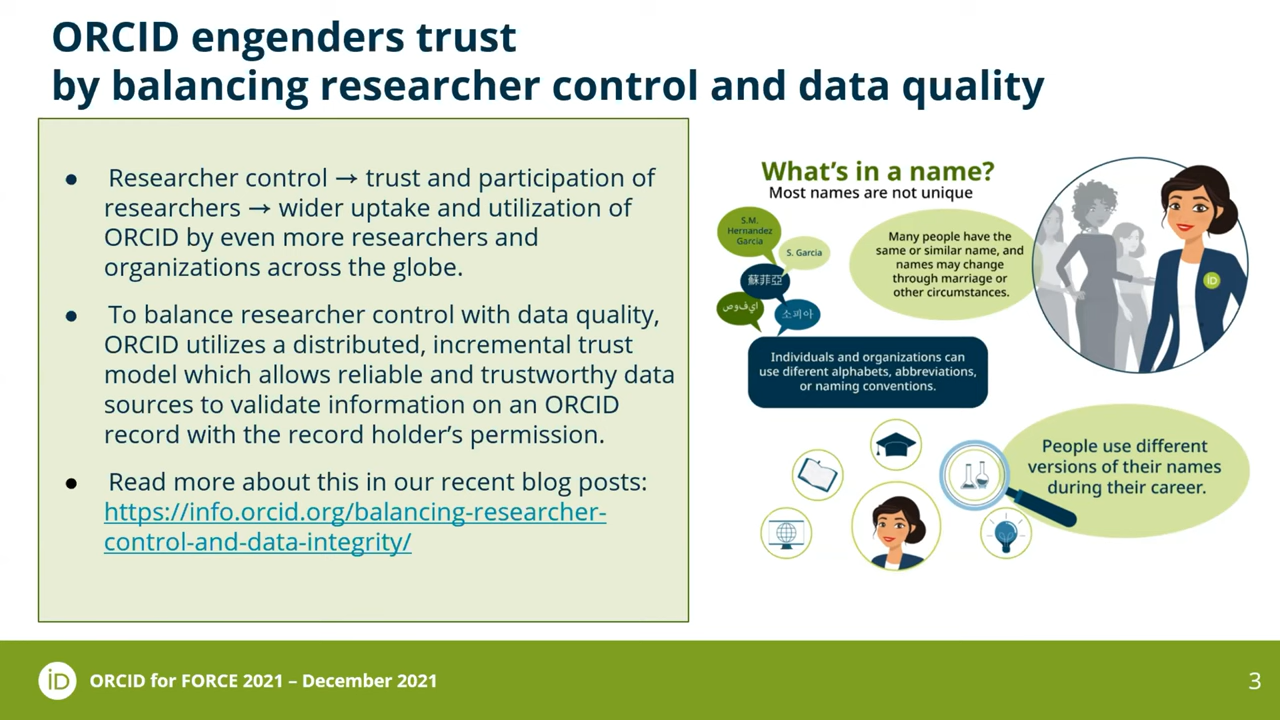 ORCID engenders trust
by balancing researcher control and data quality
● Researcher control → trust and participation of
researchers → wider uptake and utilization of
ORCID by even more researchers and
organizations across the globe.
● To balance researcher control with data quality,
ORCID utilizes a distributed, incremental trust
model which allows reliable and trustworthy data
sources to validate information on an ORCID
record with the record holder’s permission.
● Read more about this in our recent blog posts:
https://info.orcid.org/balancing-researcher-
control-and-data-integrity/
What’s in a name?
Most names are not unique
S.M.
Hernandez
Garcia
S. Garcia
蘇菲亞
صوفيا
소피아
Many people have the
same or similar name, and
names may change
through marriage or
other circumstances.
iD
Individuals and organizations can
use diferent alphabets, abbreviations,
or naming conventions.
People use different
versions of their names
during their career.
iD
ORCID for FORCE 2021 – December 2021
3